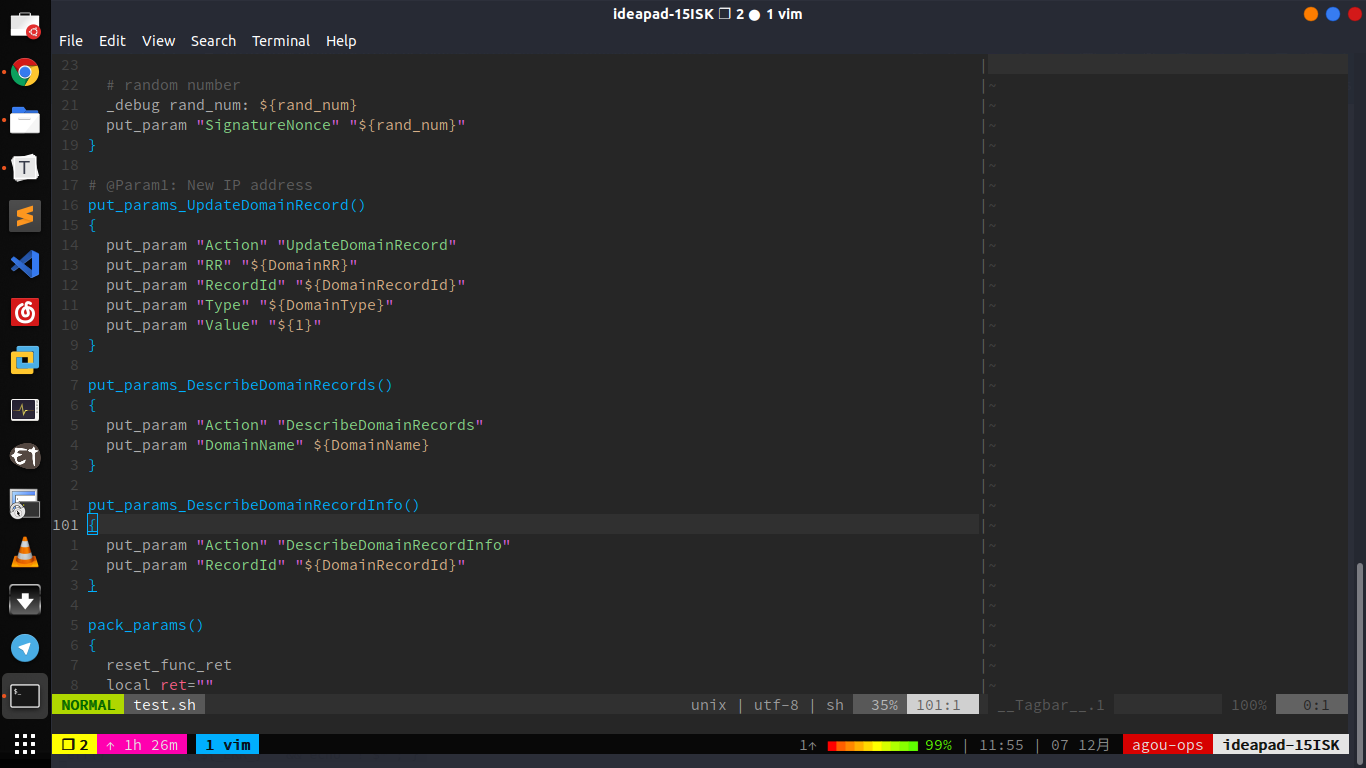 ideapad-15ISK ❐ 2 ● 1 vim
File Edit View Search Terminal Help
23
22 # random number
21 _debug rand_num: ${rand_num}
20 put_param "SignatureNonce" "${rand_num}"
19 }
18
17 # @Param1: New IP address
16 put_params_UpdateDomainRecord()
15 {
14 put_param "Action" "UpdateDomainRecord"
13 put_param "RR" "${DomainRR}"
12 put_param "RecordId" "${DomainRecordId}"
11 put_param "Type" "${DomainType}"
10 put_param "Value" "${1}"
9 }
8
7 put_params_DescribeDomainRecords()
6 {
5 put_param "Action" "DescribeDomainRecords"
4 put_param "DomainName" ${DomainName}
3 }
2
1 put_params_DescribeDomainRecordInfo()
101 {
1 put_param "Action" "DescribeDomainRecordInfo"
2 put_param "RecordId" "${DomainRecordId}"
3 }
4
5 pack_params()
6 {
7 reset_func_ret
8 local ret=""
NORMAL test.sh unix | utf-8 | sh 35% 101:1 __Tagbar__.1 100% 0:1
❐ 2 ↑ 1h 26m 1 vim 1↑ 99% | 11:55 | 07 12月 agou-ops ideapad-15ISK